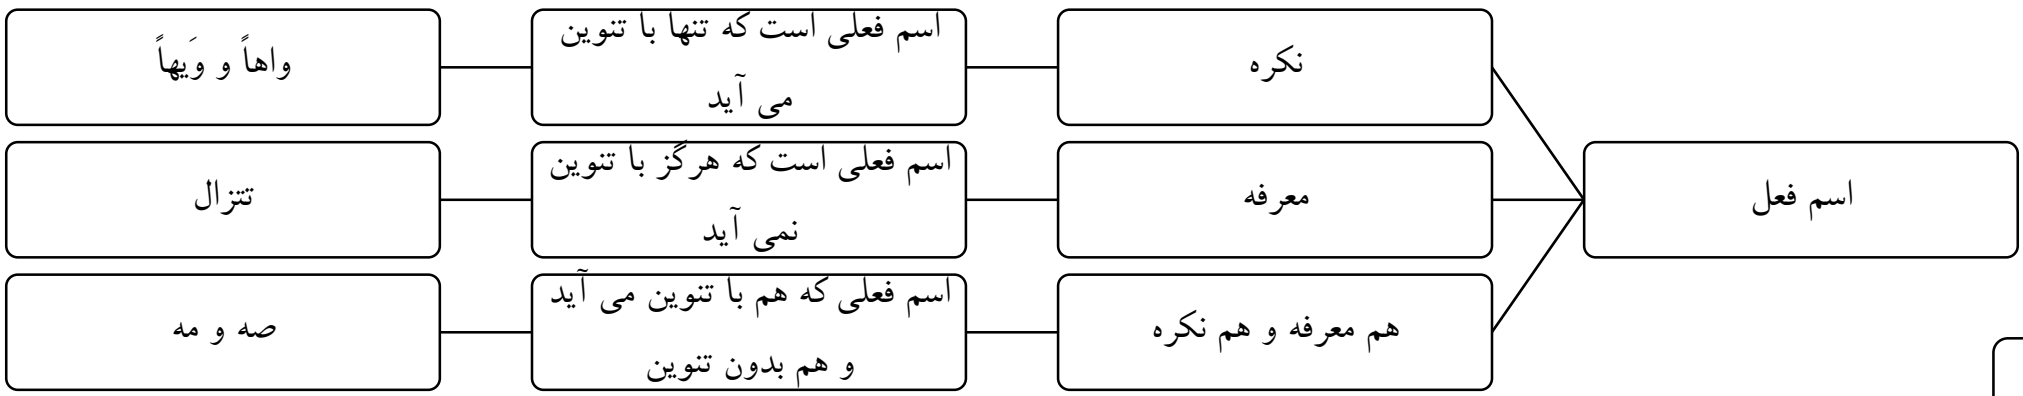 اسم فعل
نکره
اسم فعلی است که تنها با تنوین
می آید
واهاً و وَیهاً
معرفه
اسم فعلی است که هرگز با تنوین
نمی آید
تتزال
هم معرفه و هم نکره
اسم فعلی که هم با تنوین می آید
و هم بدون تنوین
صه و مه